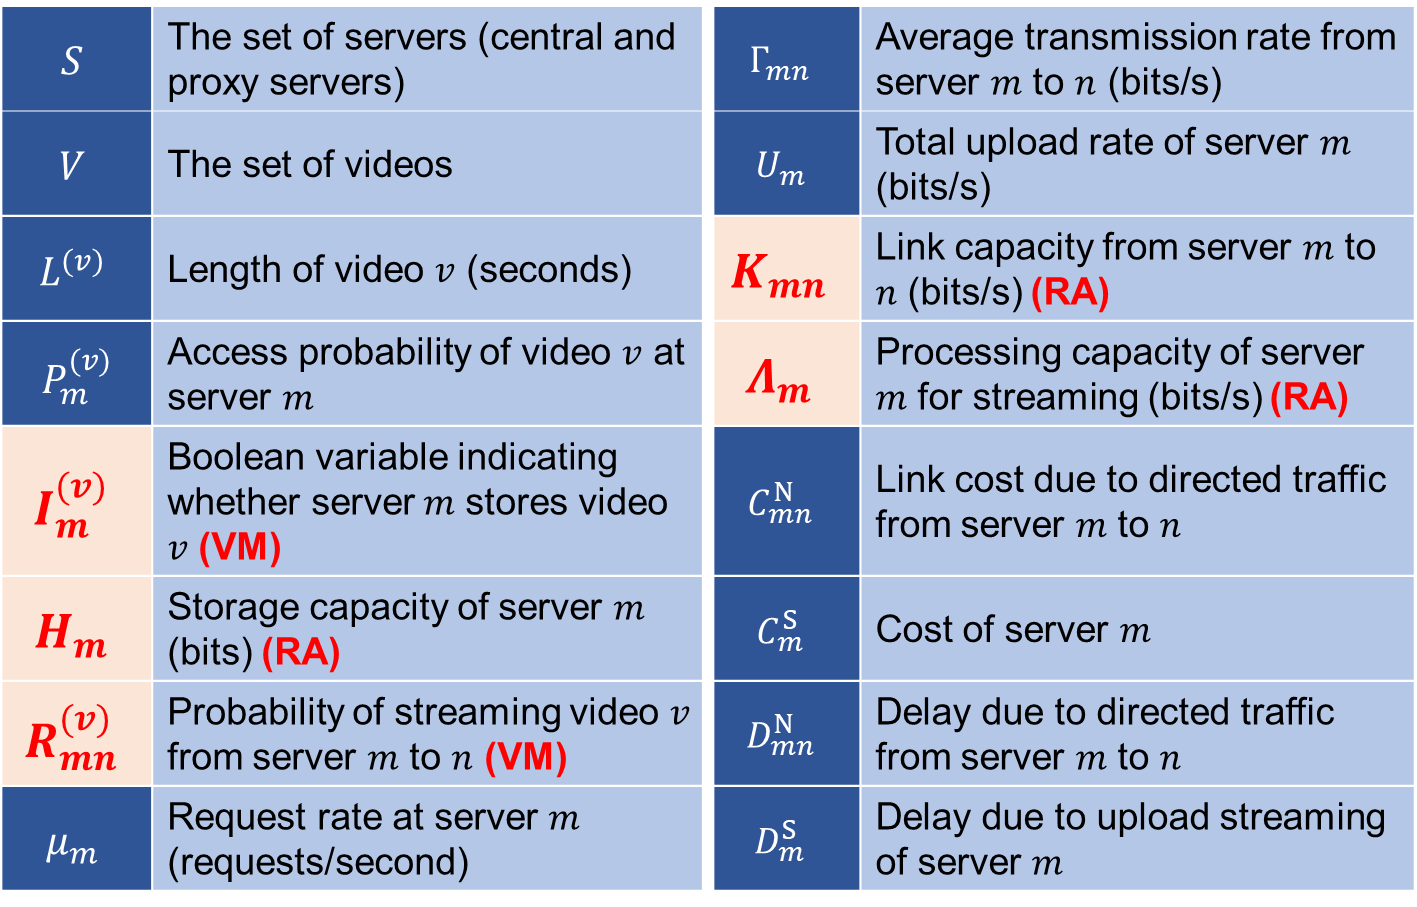 S
The set of servers (central and
proxy servers)
V
The set of videos
L^(v)
Length of video v (seconds)
P_m^(v)
Access probability of video v at
server m
I_m^(v)
Boolean variable indicating
whether server m stores video
v (VM)
H_m
Storage capacity of server m
(bits) (RA)
R_mn^(v)
Probability of streaming video v
from server m to n (VM)
μ_m
Request rate at server m
(requests/second)
Γ_mn
Average transmission rate from
server m to n (bits/s)
U_m
Total upload rate of server m
(bits/s)
K_mn
Link capacity from server m to
n (bits/s) (RA)
Λ_m
Processing capacity of server
m for streaming (bits/s) (RA)
C_mn^N
Link cost due to directed traffic
from server m to n
C_m^S
Cost of server m
D_mn^N
Delay due to directed traffic
from server m to n
D_m^S
Delay due to upload streaming
of server m